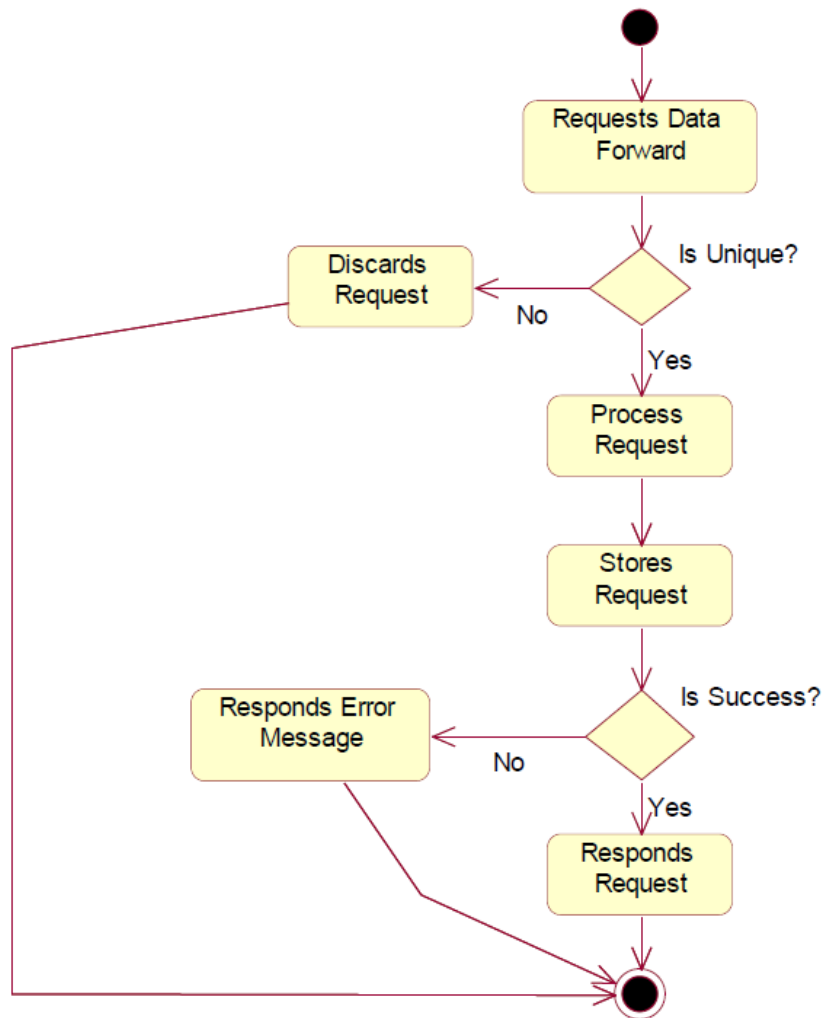 Requests Data
Forward
Is Unique?
Discards
Request
No
Yes
Process
Request
Stores
Request
Is Success?
Responds Error
Message
No
Yes
Responds
Request